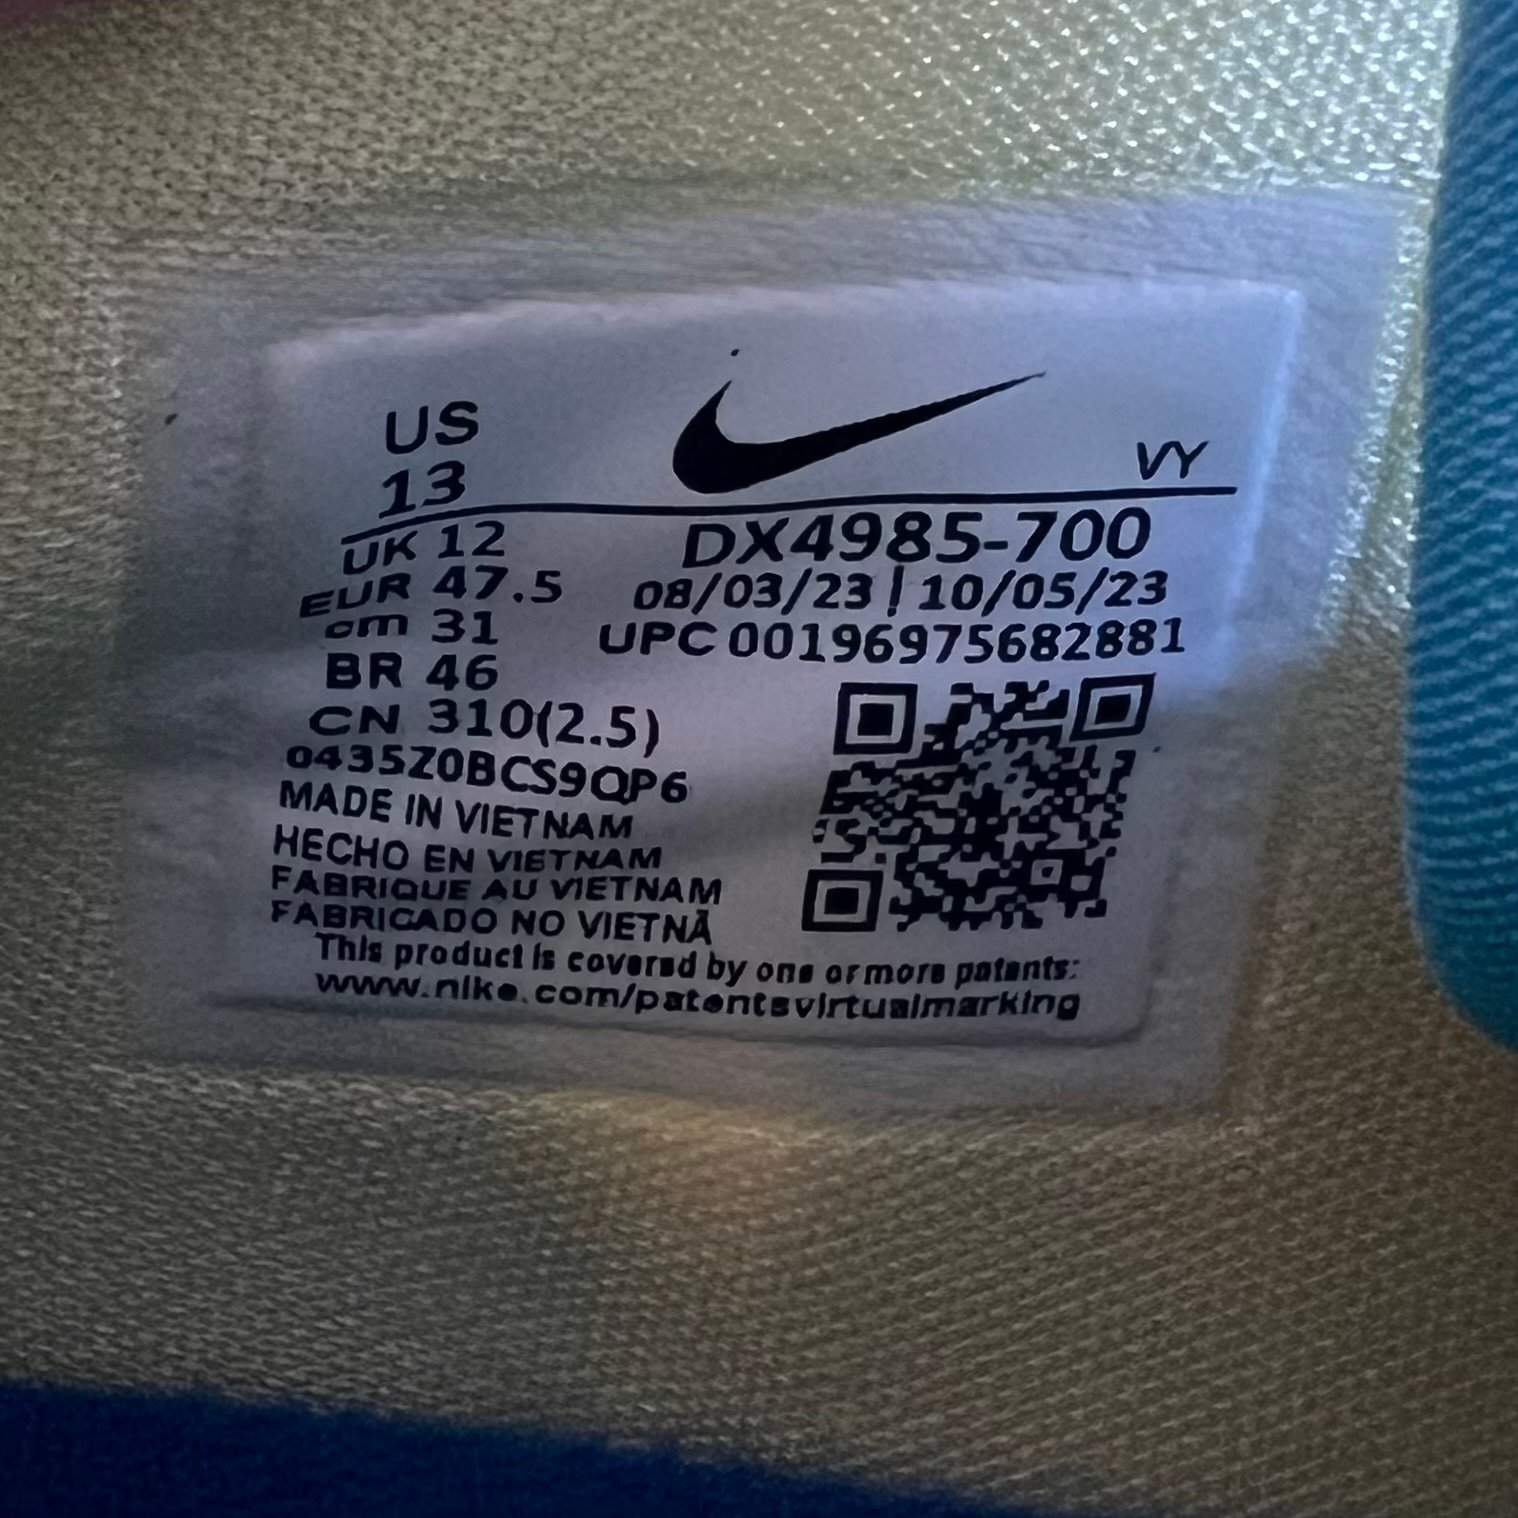 US
13
VY
UK 12
EUR 47.5
cm 31
BR 46
CN 310(2.5)
DX4985-700
08/03/23 | 10/05/23
UPC 00196975682881
0435Z0BCS9QP6
MADE IN VIETNAM
HECHO EN VIETNAM
FABRIQUE AU VIETNAM
FABRICADO NO VIETNÃ
This product is covered by one or more patents:
www.nike.com/patentsvirtualmarking